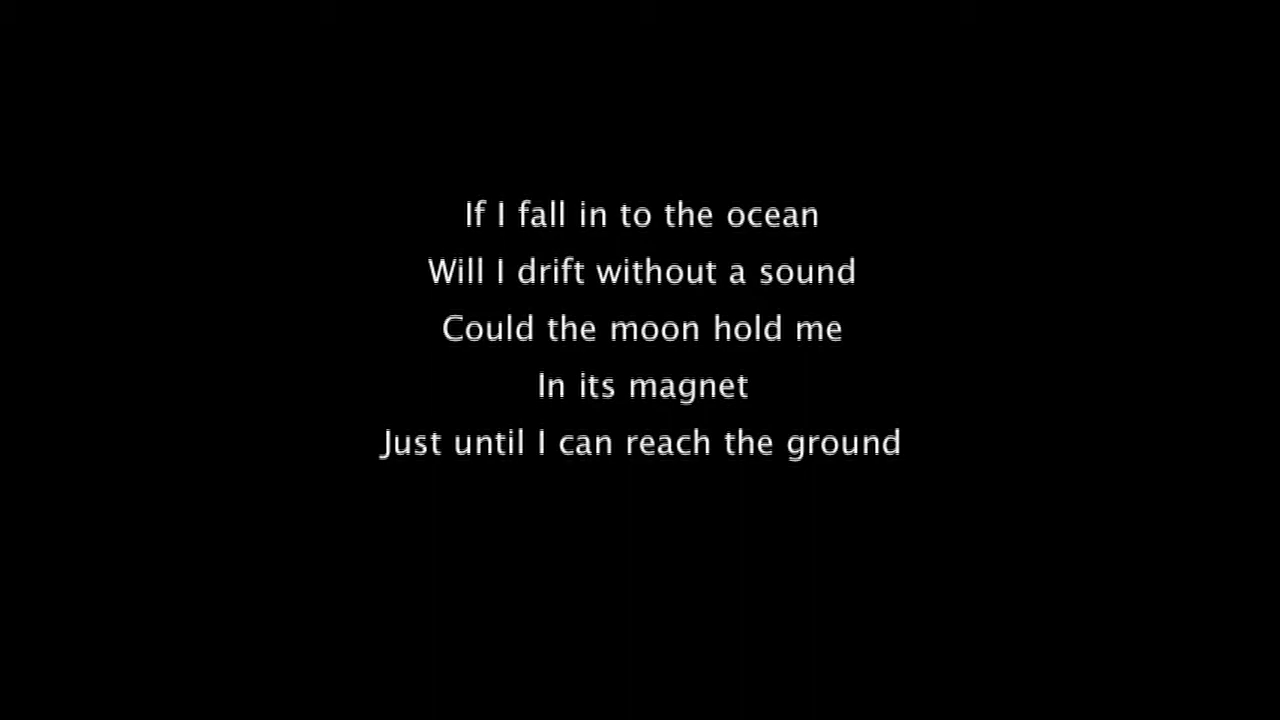 If I fall in to the ocean
Will I drift without a sound
Could the moon hold me
In its magnet
Just until I can reach the ground